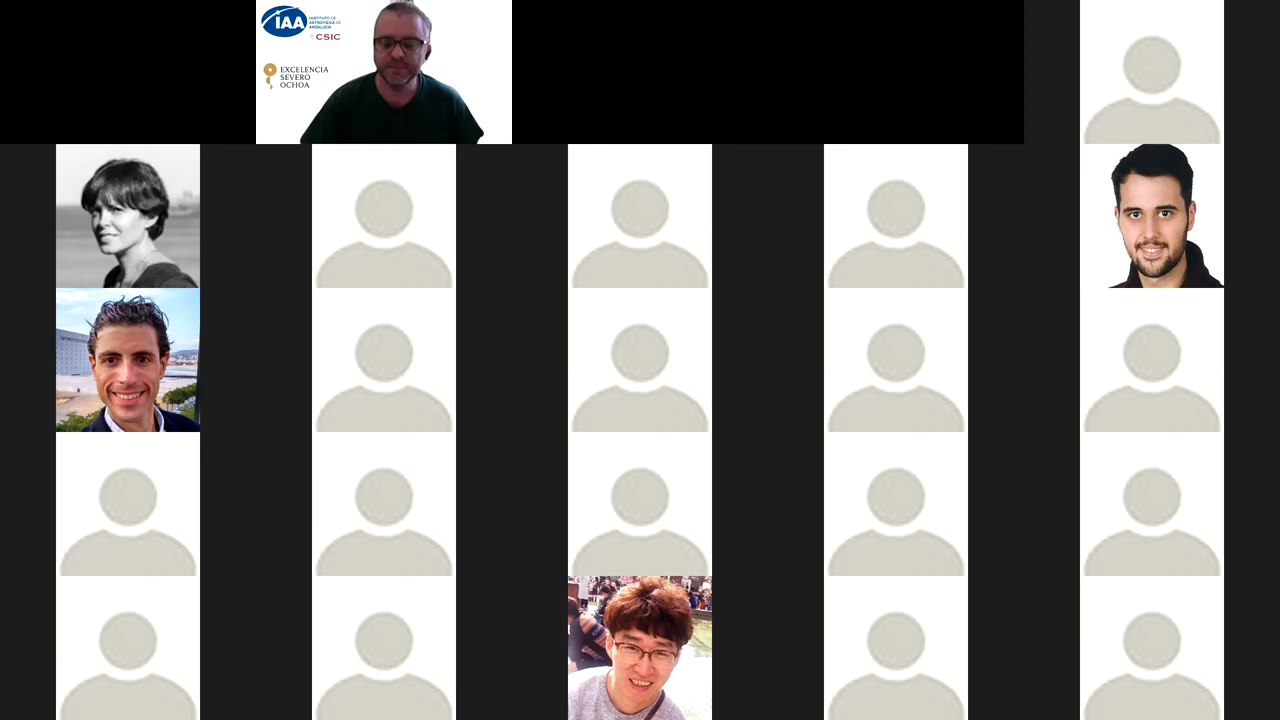 iAA
INSTITUTO DE
ASTROFÍSICA DE
ANDALUCÍA
CSIC
EXCELENCIA
SEVERO
OCHOA